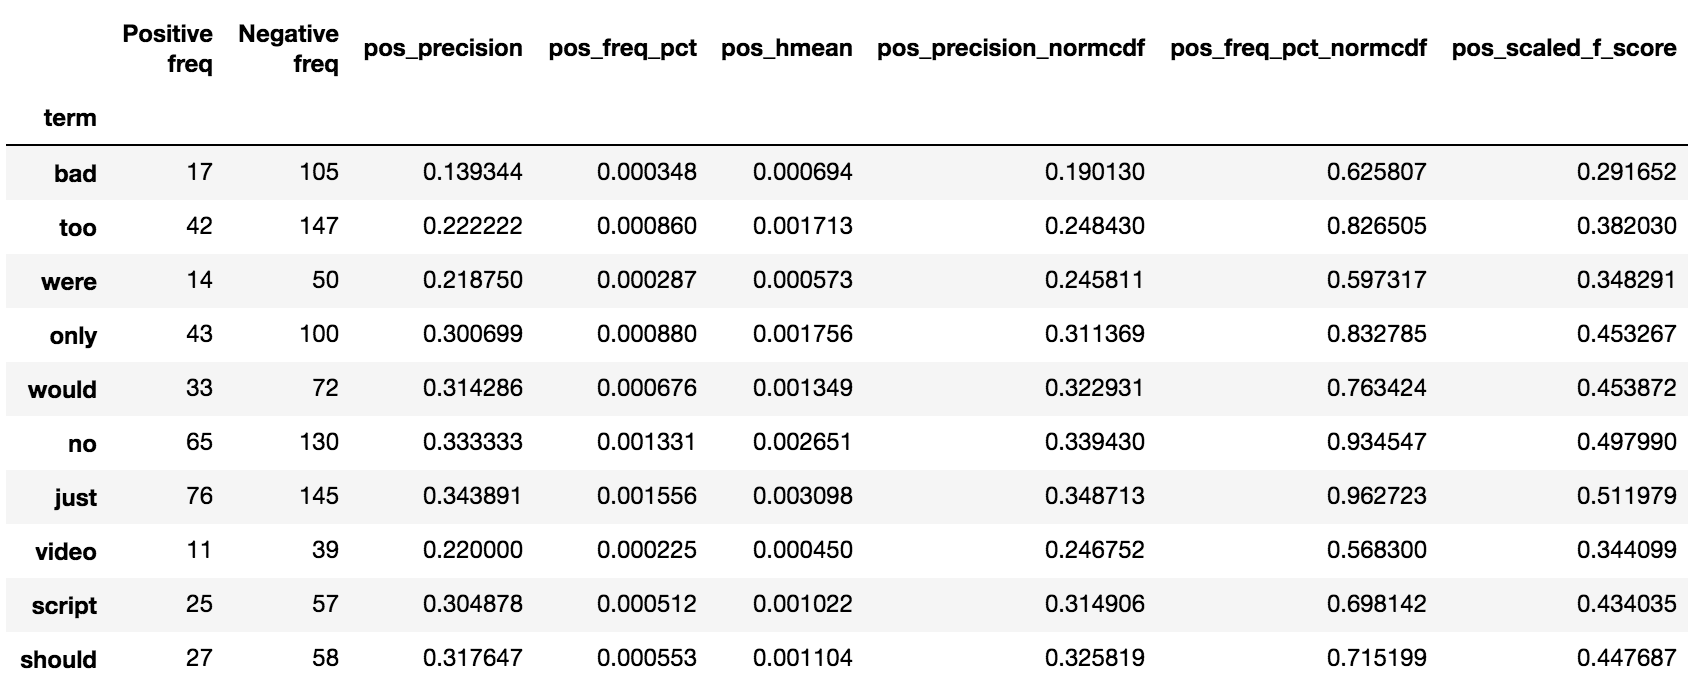 Positive freq Negative freq pos_precision pos_freq_pct pos_hmean pos_precision_normcdf pos_freq_pct_normcdf pos_scaled_f_score
term
bad 17 105 0.139344 0.000348 0.000694 0.190130 0.625807 0.291652
too 42 147 0.222222 0.000860 0.001713 0.248430 0.826505 0.382030
were 14 50 0.218750 0.000287 0.000573 0.245811 0.597317 0.348291
only 43 100 0.300699 0.000880 0.001756 0.311369 0.832785 0.453267
would 33 72 0.314286 0.000676 0.001349 0.322931 0.763424 0.453872
no 65 130 0.333333 0.001331 0.002651 0.339430 0.934547 0.497990
just 76 145 0.343891 0.001556 0.003098 0.348713 0.962723 0.511979
video 11 39 0.220000 0.000225 0.000450 0.246752 0.568300 0.344099
script 25 57 0.304878 0.000512 0.001022 0.314906 0.698142 0.434035
should 27 58 0.317647 0.000553 0.001104 0.325819 0.715199 0.447687